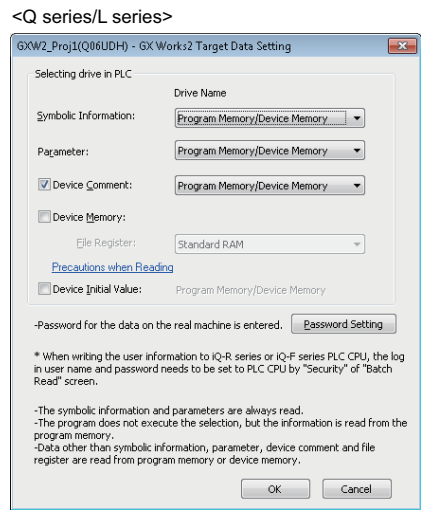 <Q series/L series>
GXW2_Proj1(Q06UDH) - GX Works2 Target Data Setting
Selecting drive in PLC
Drive Name
Symbolic Information: Program Memory/Device Memory
Parameter: Program Memory/Device Memory
Device Comment: Program Memory/Device Memory
Device Memory:
File Register: Standard RAM
Precautions when Reading
Device Initial Value: Program Memory/Device Memory
-Password for the data on the real machine is entered. Password Setting
* When writing the user information to iQ-R series or iQ-F series PLC CPU, the log
in user name and password needs to be set to PLC CPU by "Security" of "Batch
Read" screen.
-The symbolic information and parameters are always read.
-The program does not execute the selection, but the information is read from the
program memory.
-Data other than symbolic information, parameter, device comment and file
register are read from program memory or device memory.
OK Cancel